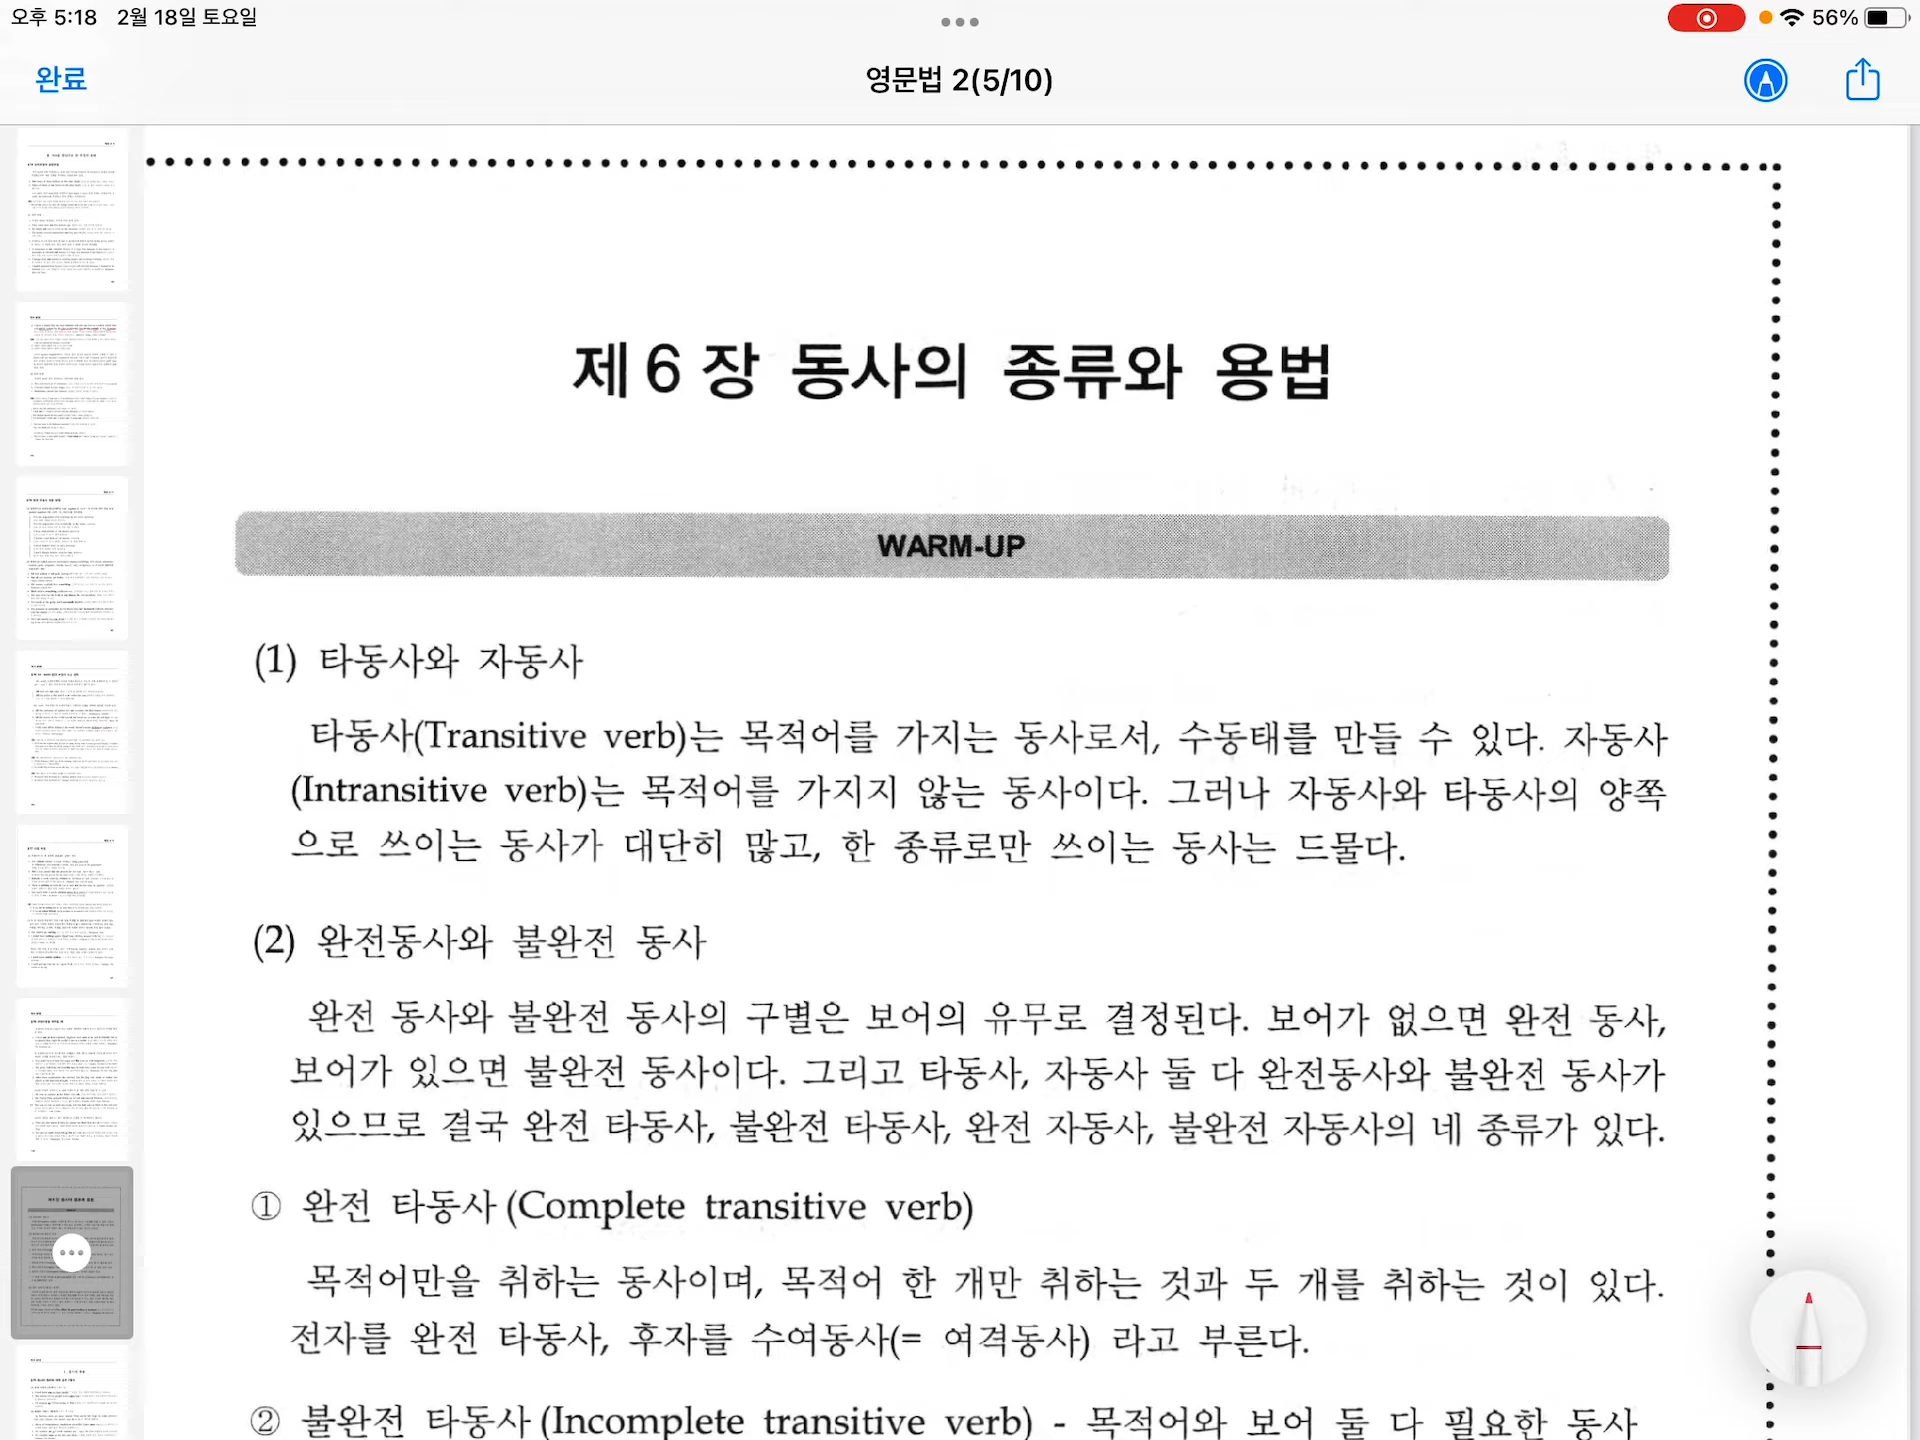 오후 5:18 2월 18일 토요일
56%
완료
영문법 2(5/10)
제 6 장 동사의 종류와 용법
WARM-UP
(1) 타동사와 자동사
타동사(Transitive verb)는 목적어를 가지는 동사로서, 수동태를 만들 수 있다. 자동사
(Intransitive verb)는 목적어를 가지지 않는 동사이다. 그러나 자동사와 타동사의 양쪽
으로 쓰이는 동사가 대단히 많고, 한 종류로만 쓰이는 동사는 드물다.
(2) 완전동사와 불완전 동사
완전 동사와 불완전 동사의 구별은 보어의 유무로 결정된다. 보어가 없으면 완전 동사,
보어가 있으면 불완전 동사이다. 그리고 타동사, 자동사 둘 다 완전동사와 불완전 동사가
있으므로 결국 완전 타동사, 불완전 타동사, 완전 자동사, 불완전 자동사의 네 종류가 있다.
① 완전 타동사 (Complete transitive verb)
목적어만을 취하는 동사이며, 목적어 한 개만 취하는 것과 두 개를 취하는 것이 있다.
전자를 완전 타동사, 후자를 수여동사(= 여격동사) 라고 부른다.
② 불완전 타동사 (Incomplete transitive verb) - 목적어와 보어 둘 다 필요한 동사